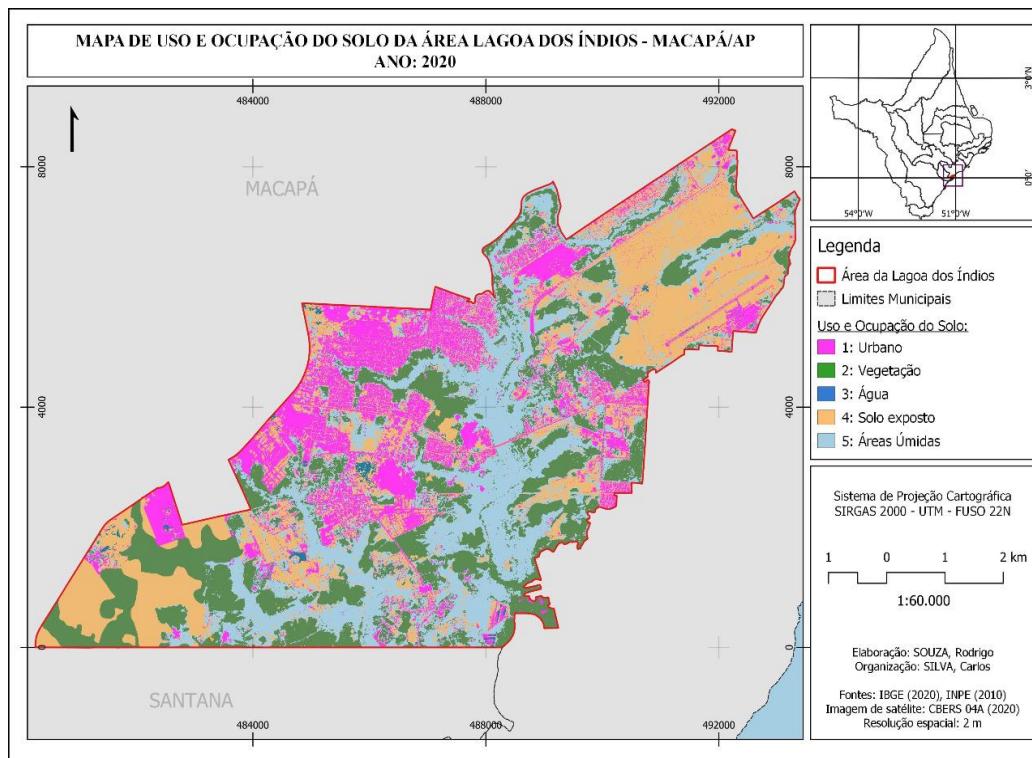 MAPA DE USO E OCUPAÇÃO DO SOLO DA ÁREA LAGOA DOS ÍNDIOS - MACAPÁ/AP
ANO: 2020
484000
488000
492000
8000
4000
0
MACAPÁ
SANTANA
8000
4000
0
484000
488000
492000
3°0'N
0°0'
54°0'W
51°0'W
Legenda
Área da Lagoa dos Índios
Limites Municipais
Uso e Ocupação do Solo:
1: Urbano
2: Vegetação
3: Água
4: Solo exposto
5: Áreas Úmidas
Sistema de Projeção Cartográfica
SIRGAS 2000 - UTM - FUSO 22N
1 0 1 2 km
1:60.000
Elaboração: SOUZA, Rodrigo
Organização: SILVA, Carlos
Fontes: IBGE (2020), INPE (2010)
Imagem de satélite: CBERS 04A (2020)
Resolução espacial: 2 m